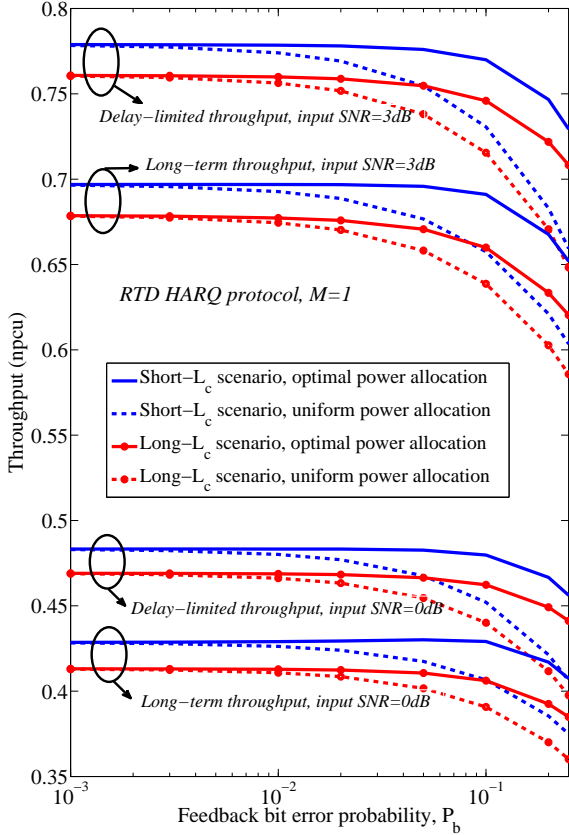 0.8
0.75
0.7
0.65
0.6
0.55
0.5
0.45
0.4
0.35
Throughput (npcu)
Delay−limited throughput, input SNR=3dB
Long−term throughput, input SNR=3dB
RTD HARQ protocol, M=1
Short−L_c scenario, optimal power allocation
Short−L_c scenario, uniform power allocation
Long−L_c scenario, optimal power allocation
Long−L_c scenario, uniform power allocation
Delay−limited throughput, input SNR=0dB
Long−term throughput, input SNR=0dB
10^−3 10^−2 10^−1
Feedback bit error probability, P_b